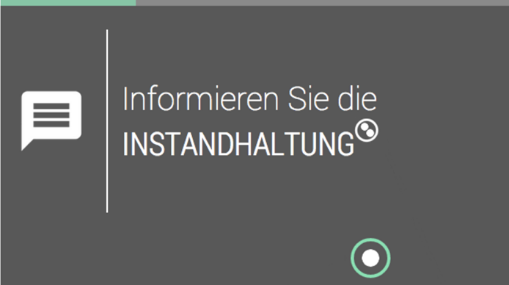 Informieren Sie die
INSTANDHALTUNG